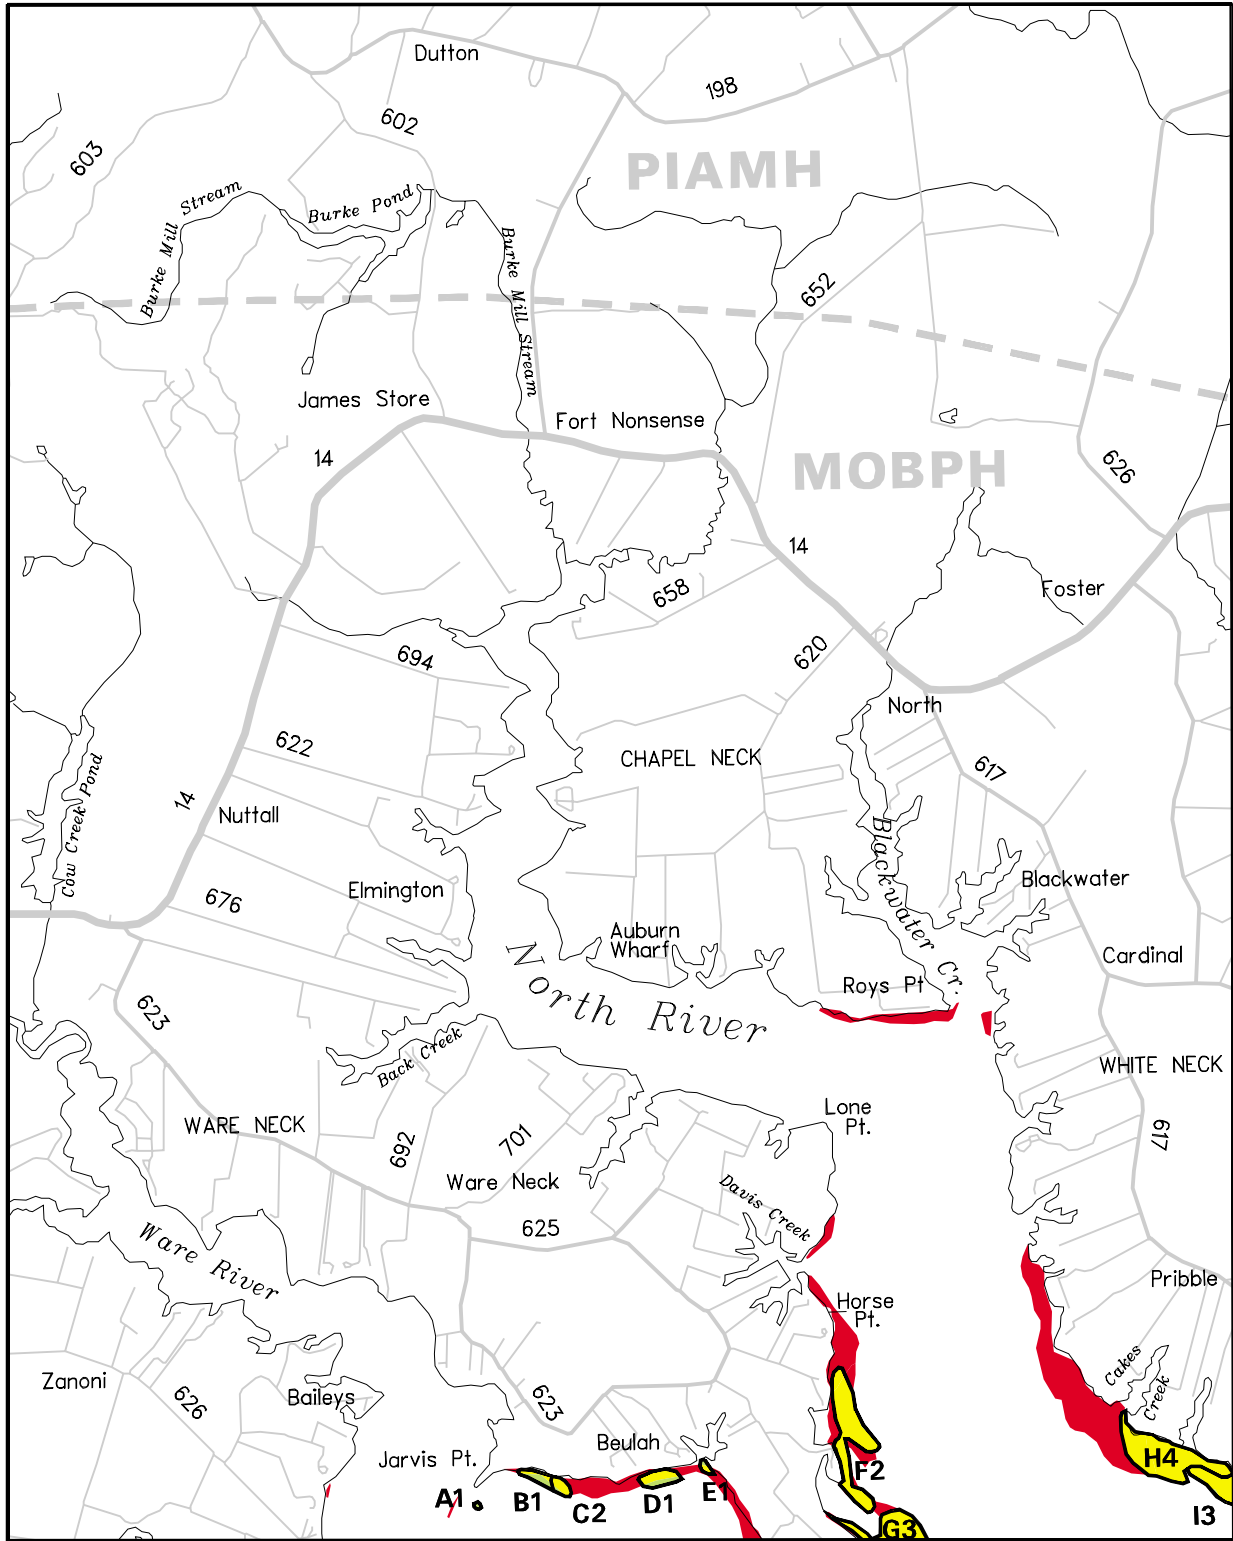 Dutton
198
602
603
PIAMH
Burke Mill Stream
Burke Pond
Burke Mill Stream
652
James Store
Fort Nonsense
14
MOBPH
626
14
658
Foster
694
620
North
622
CHAPEL NECK
617
14
Nuttall
Cow Creek Pond
Blackwater Cr.
Elmington
676
Blackwater
Auburn
Wharf
Cardinal
Roys Pt
North River
623
Back Creek
WHITE NECK
Lone
Pt.
WARE NECK
692
701
617
Ware Neck
Davis Creek
625
Ware River
Pribble
Horse
Pt.
Zanoni
626
Baileys
623
Cakes
Creek
Beulah
Jarvis Pt.
H4
F2
A1
B1
C2
D1
E1
G3
I3